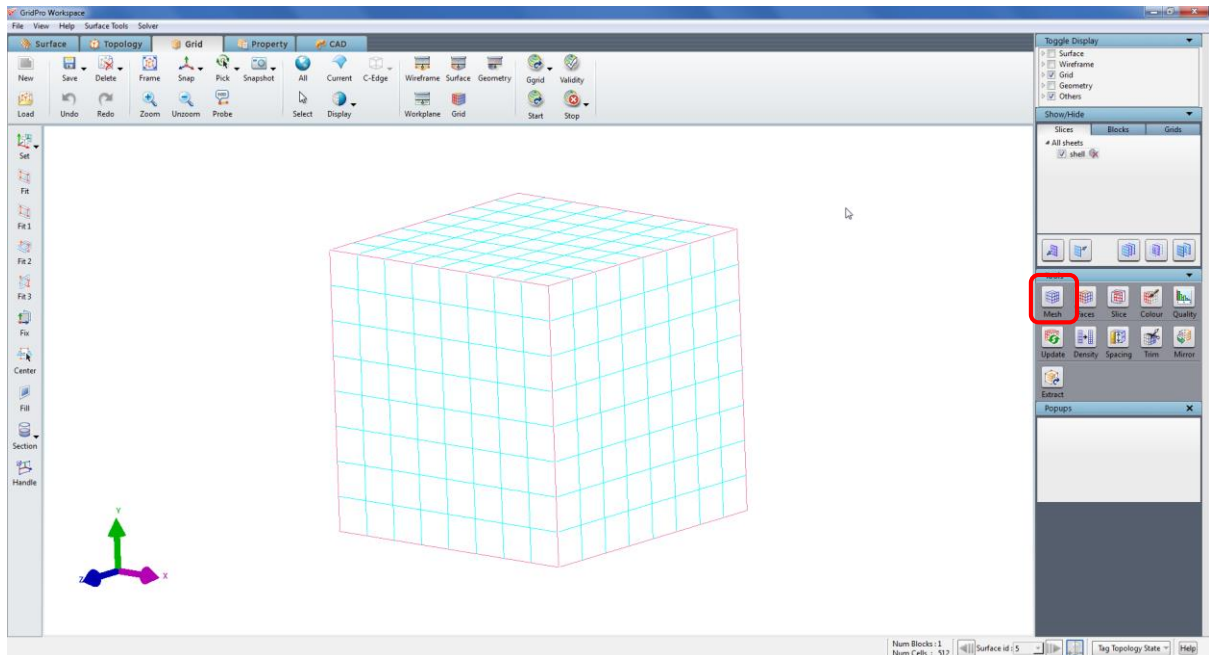 GridPro Workspace
File View Help Surface Tools Solver
Surface Topology Grid Property CAD
New Save Delete Frame Snap Pick Snapshot All Current C-Edge Wireframe Surface Geometry Ggrid Validity
Load Undo Redo Zoom Unzoom Probe Select Display Workplane Grid Start Stop
Set
Fit
Fit 1
Fit 2
Fit 3
Fix
Center
Fill
Section
Handle
Y
Z
X
Toggle Display
Surface
Wireframe
Grid
Geometry
Others
Show/Hide
Slices Blocks Grids
All sheets
shell
Mesh Slice Colour Quality
Update Density Spacing Trim Mirror
Extract
Popups X
Num Blocks : 1
Num Cells : 512
Surface id : 5
Tag Topology State
Help